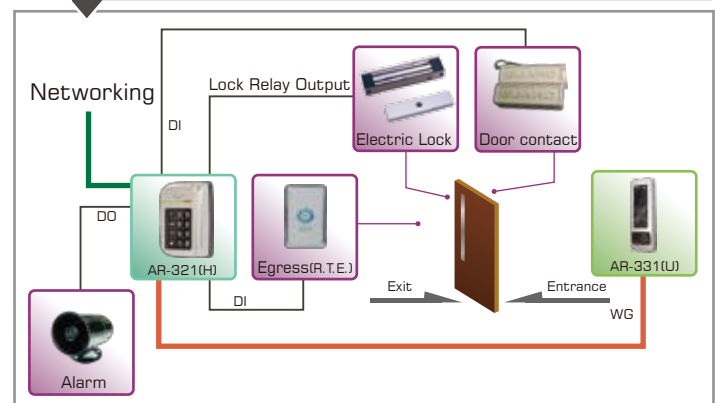 Networking
Lock Relay Output
DI
Electric Lock
Door contact
DO
AR-321(H)
Egress(R.T.E.)
AR-331(U)
DI
Exit
Entrance
WG
Alarm